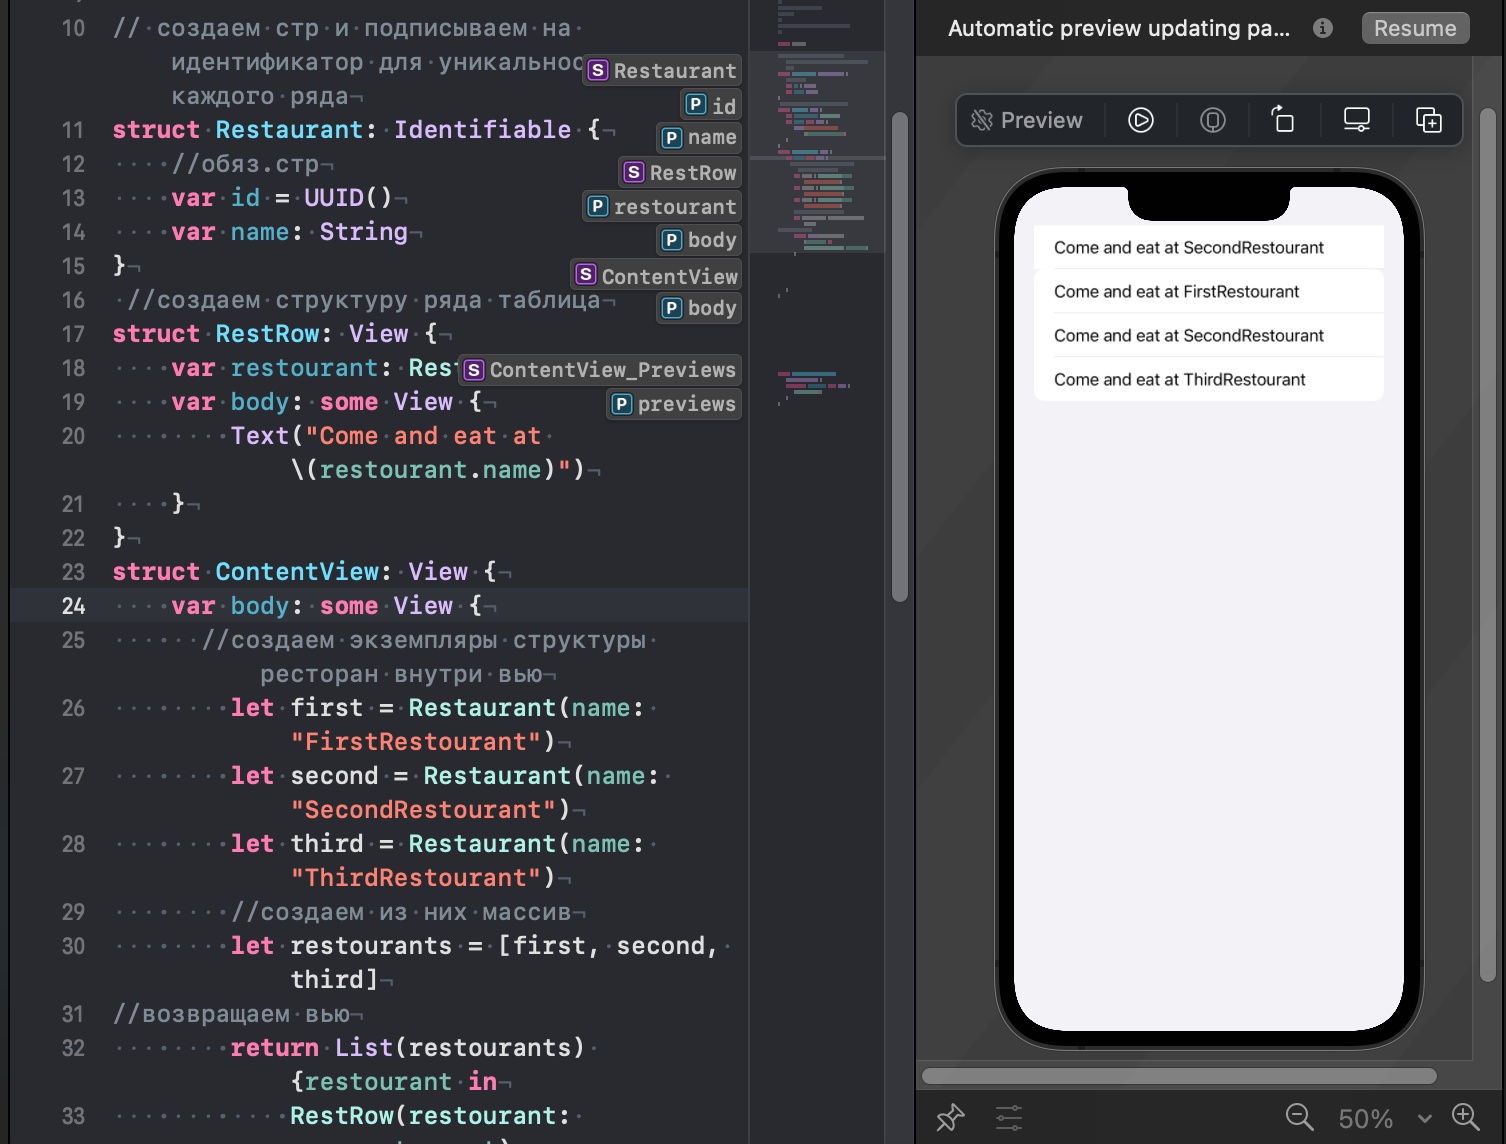 10 // создаем стр и подписываем на
идентификатор для уникальнос
каждого ряда¬
11 struct Restaurant: Identifiable {¬
12 //обяз.стр¬
13 var id = UUID()¬
14 var name: String¬
15 }¬
16 //создаем структуру ряда таблица¬
17 struct RestRow: View {¬
18 var restourant: Rest
19 var body: some View {¬
20 Text("Come and eat at
\(restourant.name)")¬
21 }¬
22 }¬
23 struct ContentView: View {¬
24 var body: some View {¬
25 //создаем экземпляры структуры
ресторан внутри вью¬
26 let first = Restaurant(name:
"FirstRestourant")¬
27 let second = Restaurant(name:
"SecondRestourant")¬
28 let third = Restaurant(name:
"ThirdRestourant")¬
29 //создаем из них массив¬
30 let restourants = [first, second,
third]¬
31 //возвращаем вью¬
32 return List(restourants)
{restourant in¬
33 RestRow(restourant:
S Restaurant
P id
P name
S RestRow
P restourant
P body
S ContentView
P body
S ContentView_Previews
P previews
Automatic preview updating pa... Resume
Preview
Come and eat at SecondRestourant
Come and eat at FirstRestourant
Come and eat at SecondRestourant
Come and eat at ThirdRestourant
50%